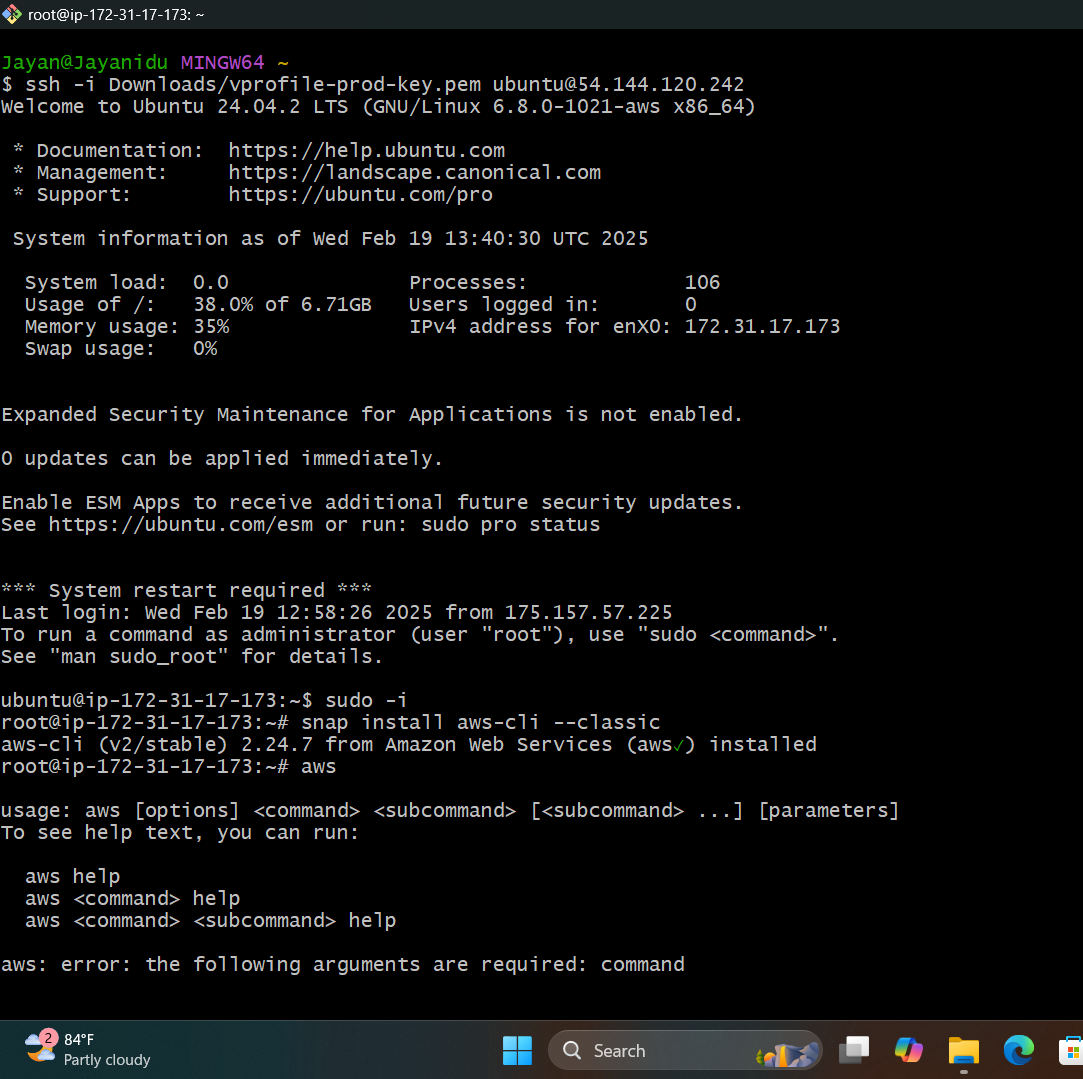 root@ip-172-31-17-173: ~
Jayan@Jayanidu MINGW64 ~
$ ssh -i Downloads/vprofile-prod-key.pem ubuntu@54.144.120.242
Welcome to Ubuntu 24.04.2 LTS (GNU/Linux 6.8.0-1021-aws x86_64)
* Documentation:  https://help.ubuntu.com
* Management:     https://landscape.canonical.com
* Support:        https://ubuntu.com/pro
System information as of Wed Feb 19 13:40:30 UTC 2025
System load:  0.0               Processes:             106
Usage of /:   38.0% of 6.71GB   Users logged in:       0
Memory usage: 35%               IPv4 address for enX0: 172.31.17.173
Swap usage:   0%
Expanded Security Maintenance for Applications is not enabled.
0 updates can be applied immediately.
Enable ESM Apps to receive additional future security updates.
See https://ubuntu.com/esm or run: sudo pro status
*** System restart required ***
Last login: Wed Feb 19 12:58:26 2025 from 175.157.57.225
To run a command as administrator (user "root"), use "sudo <command>".
See "man sudo_root" for details.
ubuntu@ip-172-31-17-173:~$ sudo -i
root@ip-172-31-17-173:~# snap install aws-cli --classic
aws-cli (v2/stable) 2.24.7 from Amazon Web Services (aws✓) installed
root@ip-172-31-17-173:~# aws
usage: aws [options] <command> <subcommand> [<subcommand> ...] [parameters]
To see help text, you can run:
aws help
aws <command> help
aws <command> <subcommand> help
aws: error: the following arguments are required: command
2
84°F
Partly cloudy
Search